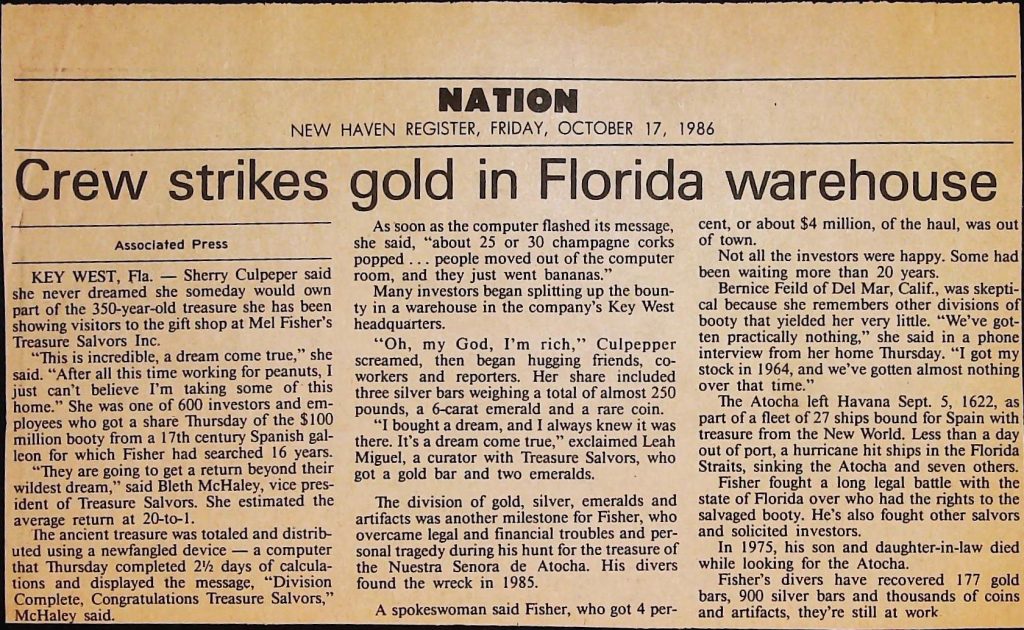 NATION
NEW HAVEN REGISTER, FRIDAY, OCTOBER 17, 1986
Crew strikes gold in Florida warehouse
Associated Press
KEY WEST, Fla. — Sherry Culpeper said
she never dreamed she someday would own
part of the 350-year-old treasure she has been
showing visitors to the gift shop at Mel Fisher's
Treasure Salvors Inc.
"This is incredible, a dream come true," she
said. "After all this time working for peanuts, I
just can't believe I'm taking some of this
home." She was one of 600 investors and em-
ployees who got a share Thursday of the $100
million booty from a 17th century Spanish gal-
leon for which Fisher had searched 16 years.
"They are going to get a return beyond their
wildest dream," said Bleth McHaley, vice pres-
ident of Treasure Salvors. She estimated the
average return at 20-to-1.
The ancient treasure was totaled and distrib-
uted using a newfangled device — a computer
that Thursday completed 2½ days of calcula-
tions and displayed the message, "Division
Complete, Congratulations Treasure Salvors,"
McHaley said.
As soon as the computer flashed its message,
she said, "about 25 or 30 champagne corks
popped ... people moved out of the computer
room, and they just went bananas."
Many investors began splitting up the boun-
ty in a warehouse in the company's Key West
headquarters.
"Oh, my God, I'm rich," Culpepper
screamed, then began hugging friends, co-
workers and reporters. Her share included
three silver bars weighing a total of almost 250
pounds, a 6-carat emerald and a rare coin.
"I bought a dream, and I always knew it was
there. It's a dream come true," exclaimed Leah
Miguel, a curator with Treasure Salvors, who
got a gold bar and two emeralds.
The division of gold, silver, emeralds and
artifacts was another milestone for Fisher, who
overcame legal and financial troubles and per-
sonal tragedy during his hunt for the treasure of
the Nuestra Senora de Atocha. His divers
found the wreck in 1985.
A spokeswoman said Fisher, who got 4 per-
cent, or about $4 million, of the haul, was out
of town.
Not all the investors were happy. Some had
been waiting more than 20 years.
Bernice Feild of Del Mar, Calif., was skepti-
cal because she remembers other divisions of
booty that yielded her very little. "We've got-
ten practically nothing," she said in a phone
interview from her home Thursday. "I got my
stock in 1964, and we've gotten almost nothing
over that time."
The Atocha left Havana Sept. 5, 1622, as
part of a fleet of 27 ships bound for Spain with
treasure from the New World. Less than a day
out of port, a hurricane hit ships in the Florida
Straits, sinking the Atocha and seven others.
Fisher fought a long legal battle with the
state of Florida over who had the rights to the
salvaged booty. He's also fought other salvors
and solicited investors.
In 1975, his son and daughter-in-law died
while looking for the Atocha.
Fisher's divers have recovered 177 gold
bars, 900 silver bars and thousands of coins
and artifacts, they're still at work